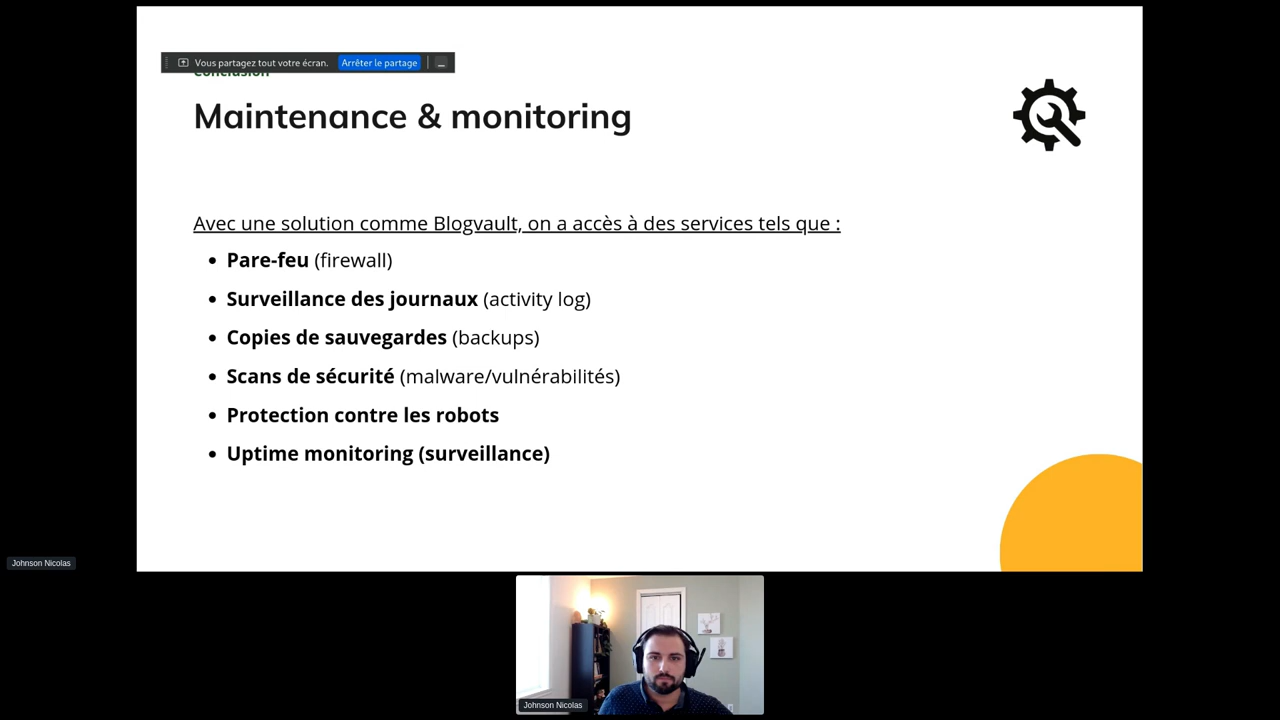 Vous partagez tout votre écran. Arrêter le partage
Conclusion
Maintenance & monitoring
Avec une solution comme Blogvault, on a accès à des services tels que :
• Pare-feu (firewall)
• Surveillance des journaux (activity log)
• Copies de sauvegardes (backups)
• Scans de sécurité (malware/vulnérabilités)
• Protection contre les robots
• Uptime monitoring (surveillance)
Johnson Nicolas
Johnson Nicolas